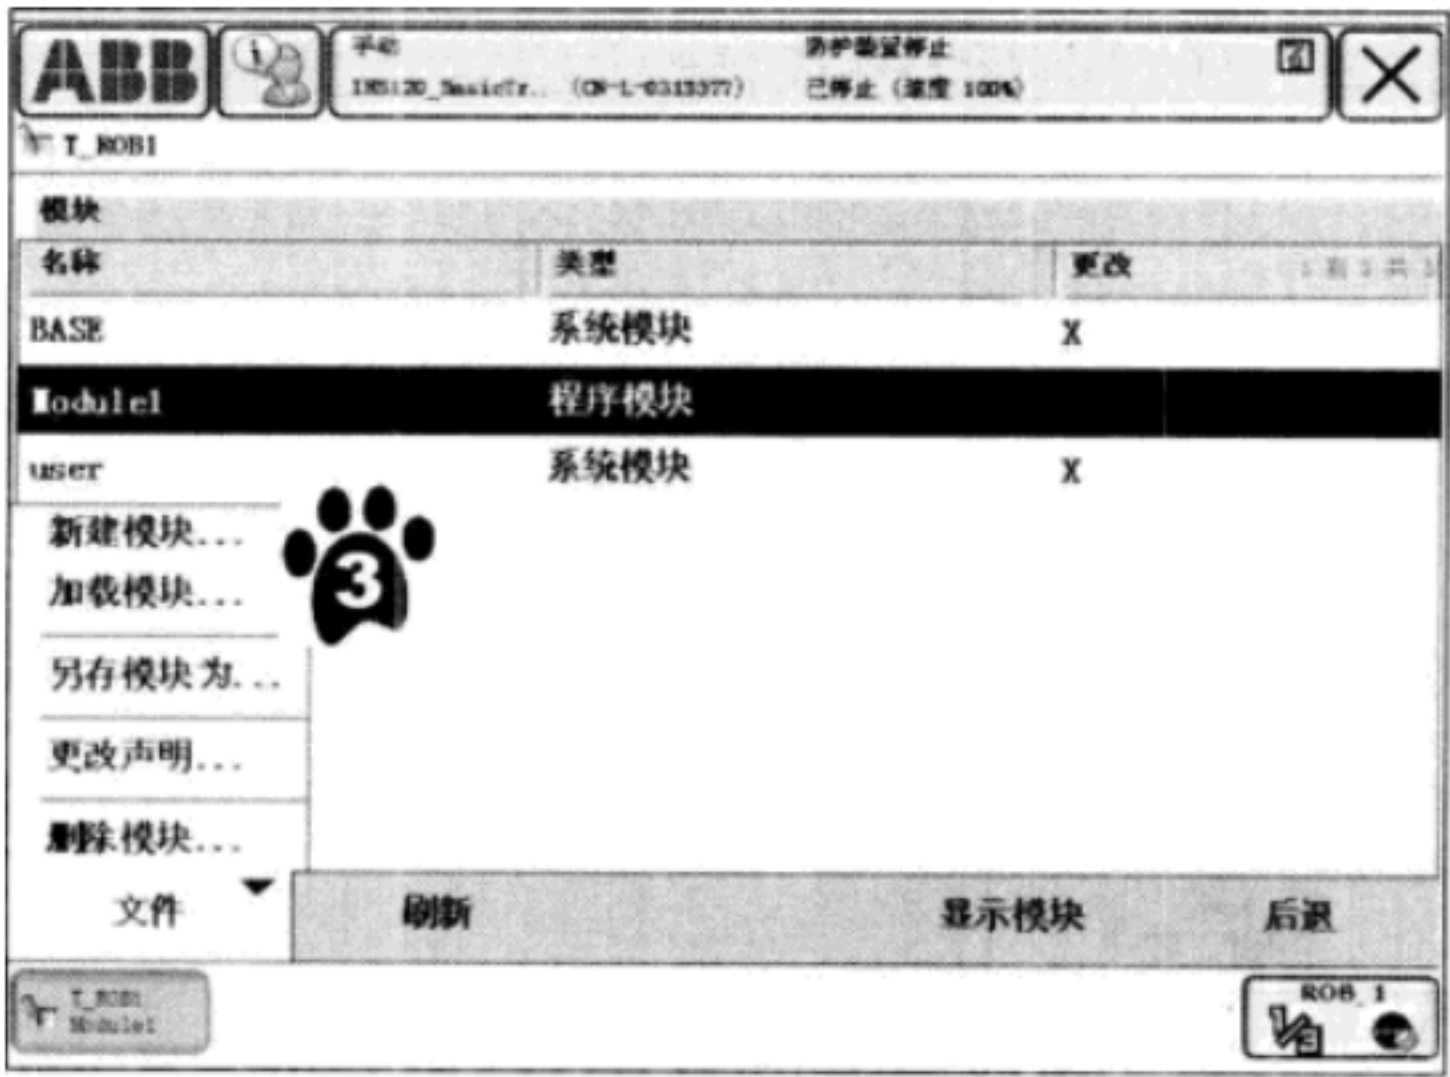 ABB
手动
防护装置停止
(CN-L-0313377)
已停止 (速度 100%)
T_ROB1
模块
名称 类型 更改
BASE 系统模块 X
Module1 程序模块
user 系统模块 X
新建模块...
3
加载模块...
另存模块为...
更改声明...
删除模块...
文件 刷新 显示模块 后退
T_ROB1
Module1
ROB_1
1/3